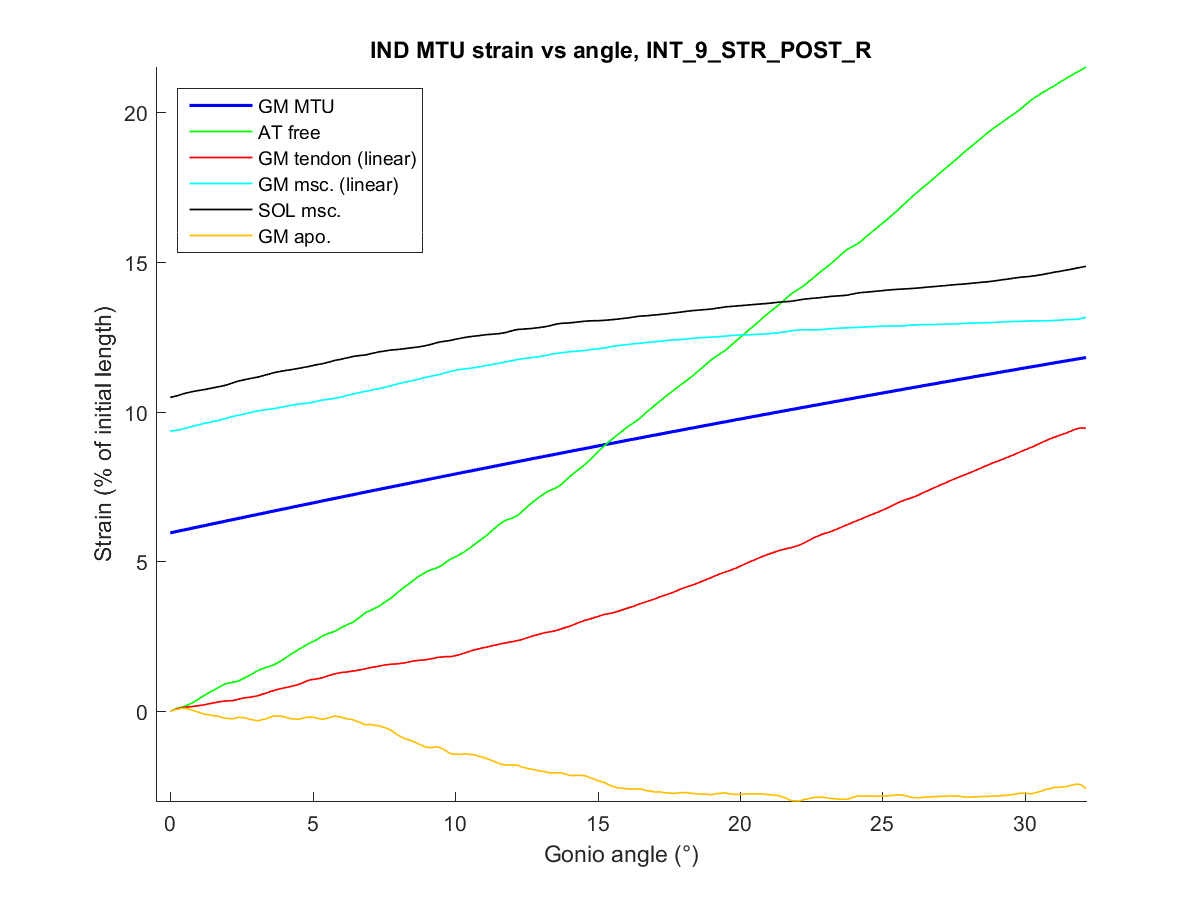 IND MTU strain vs angle, INT_9_STR_POST_R
GM MTU
AT free
GM tendon (linear)
GM msc. (linear)
SOL msc.
GM apo.
Strain (% of initial length)
20
15
10
5
0
0 5 10 15 20 25 30
Gonio angle (°)